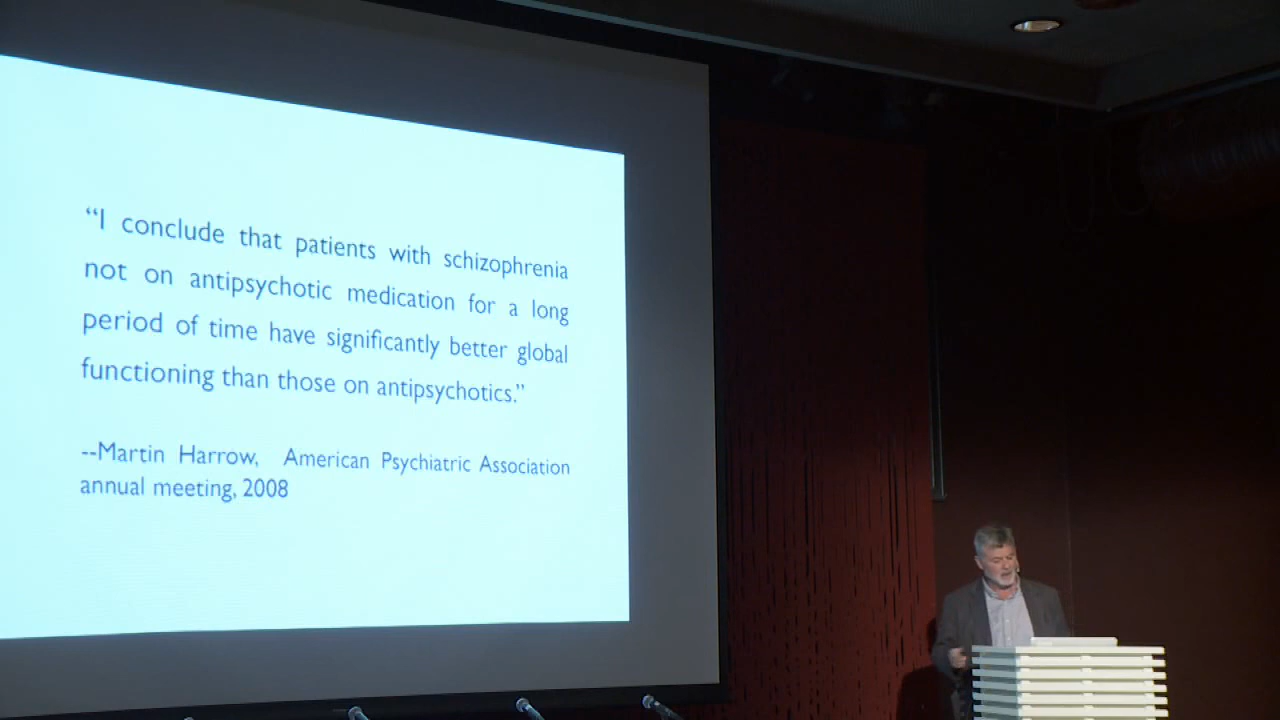 “I conclude that patients with schizophrenia
not on antipsychotic medication for a long
period of time have significantly better global
functioning than those on antipsychotics.”
--Martin Harrow, American Psychiatric Association
annual meeting, 2008